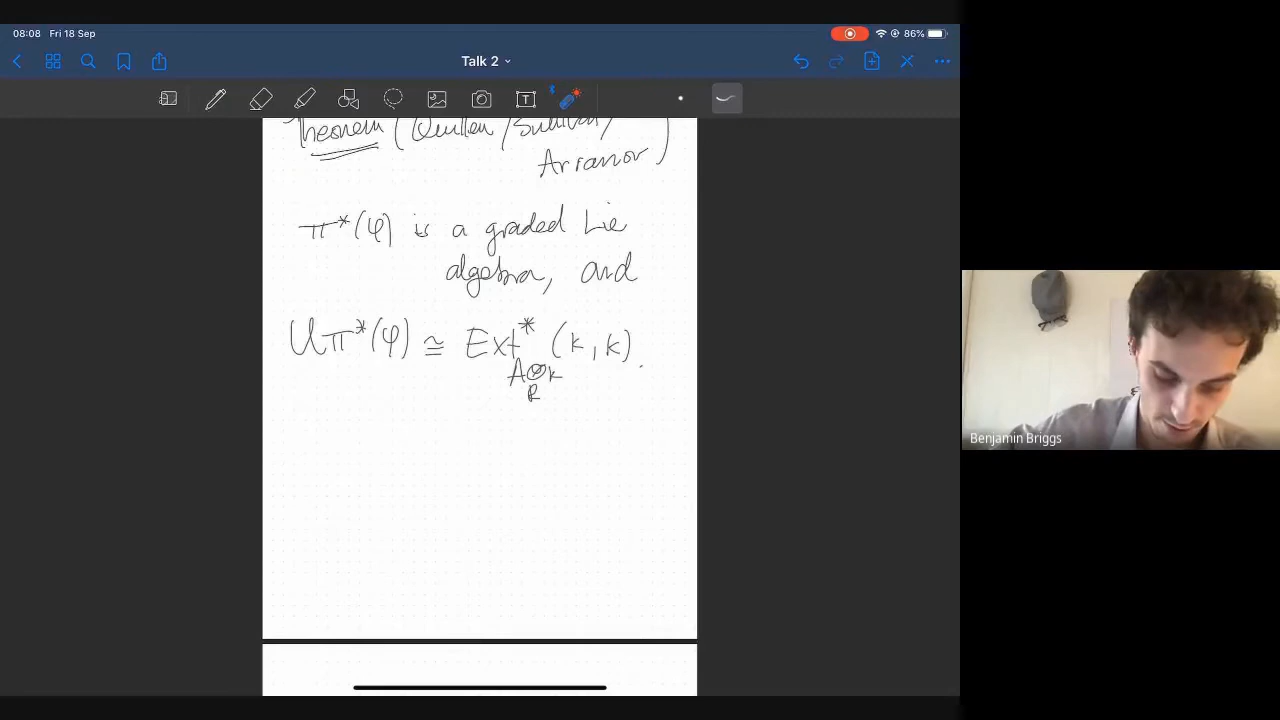 08:08 Fri 18 Sep 86%
Talk 2
T
Theorem (Quillen/Sullivan/
Avramov)
π*(φ) is a graded Lie
algebra, and
Uπ*(φ) ≅ Ext* (k, k).
A⊗k
R
Benjamin Briggs